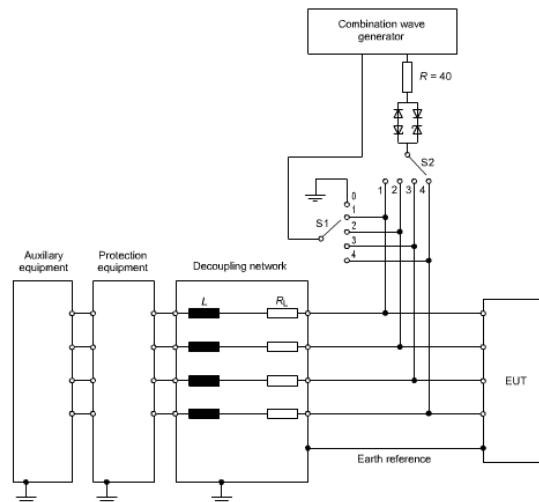 Combination wave
generator
R = 40
S2
1 2 3 4
0
1
2
3
4
S1
Auxiliary
equipment
Protection
equipment
Decoupling network
L
RL
EUT
Earth reference